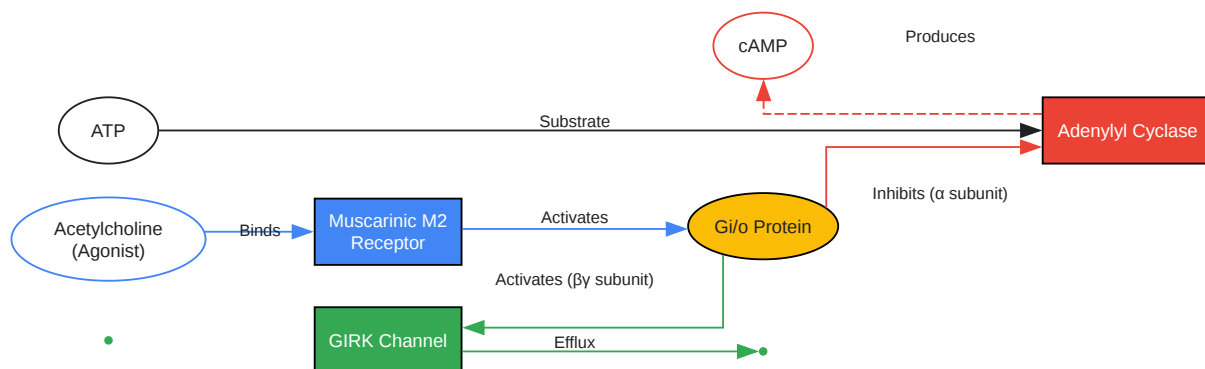 cAMP
Produces
ATP
Substrate
Adenylyl Cyclase
Inhibits (α subunit)
Acetylcholine
(Agonist)
Binds
Muscarinic M2
Receptor
Activates
Gi/o Protein
Activates (βγ subunit)
GIRK Channel
Efflux